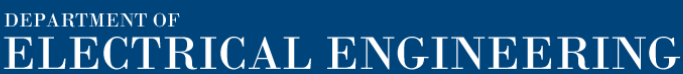 DEPARTMENT OF
ELECTRICAL ENGINEERING